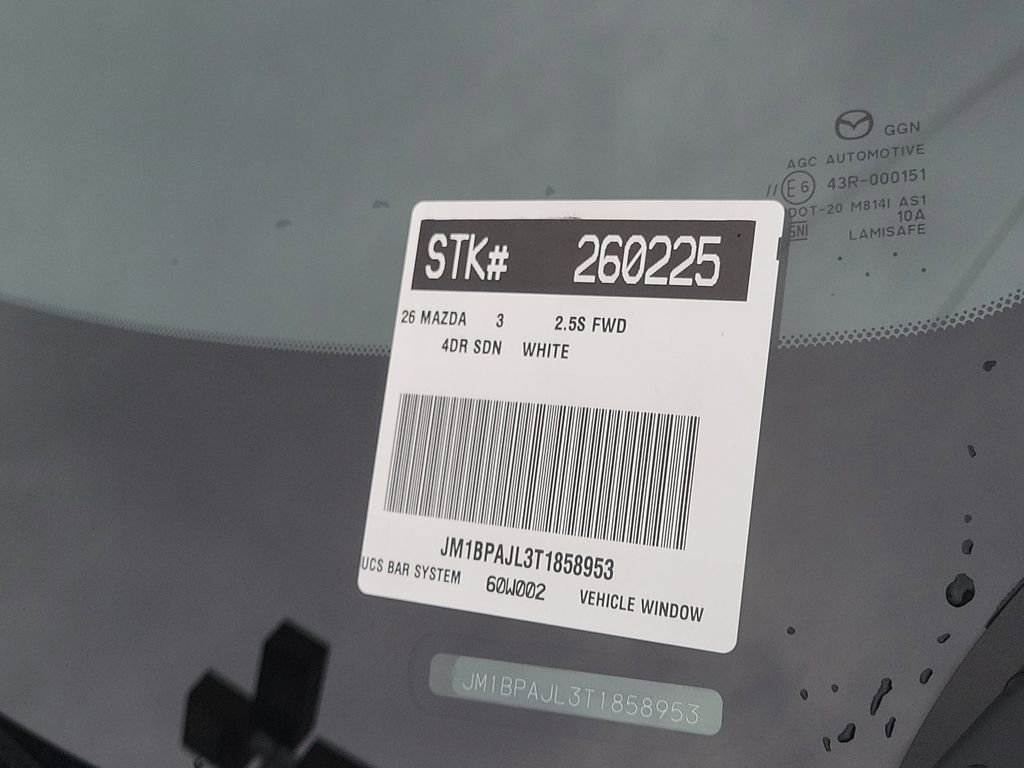 GGN
AGC AUTOMOTIVE
// E6 43R-000151
DOT-20 M814I AS1
10A
SNI LAMISAFE
STK# 260225
26 MAZDA 3 2.5S FWD
4DR SDN WHITE
JM1BPAJL3T1858953
UCS BAR SYSTEM 60W002 VEHICLE WINDOW
JM1BPAJL3T1858953